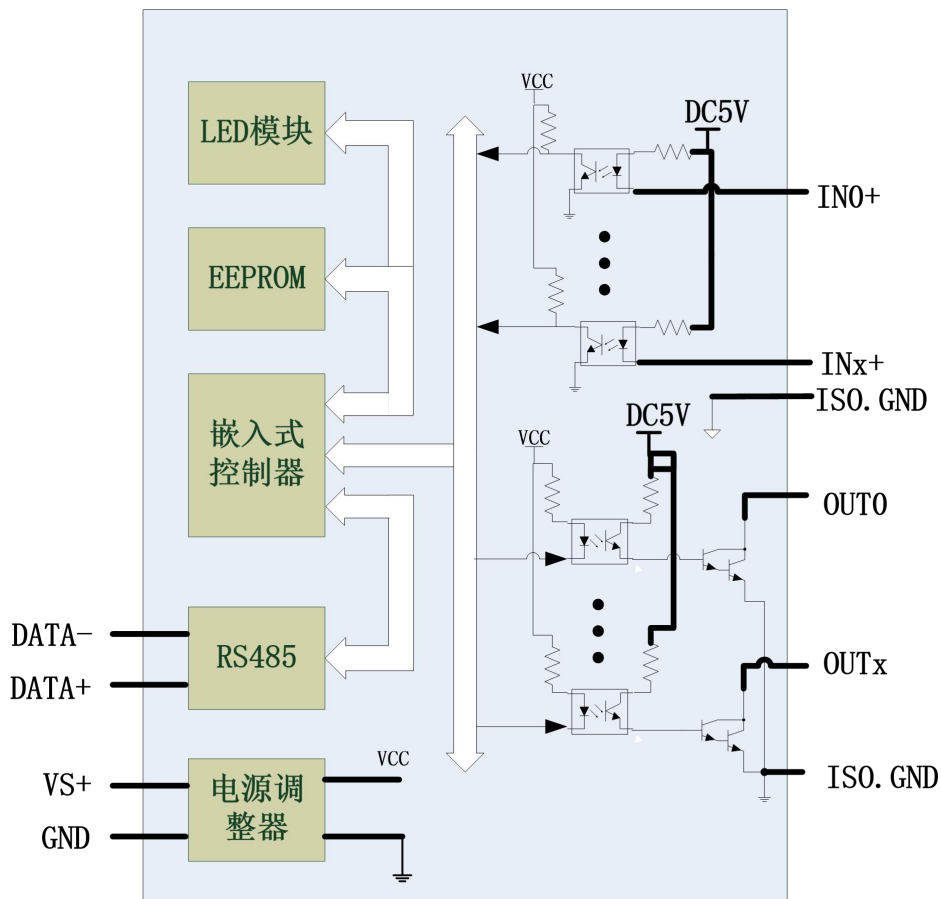 VCC
DC5V
LED模块
IN0+
EEPROM
INx+
ISO.GND
DC5V
嵌入式
控制器
VCC
OUT0
DATA-
RS485
OUTx
DATA+
VCC
VS+
电源调
整器
ISO.GND
GND